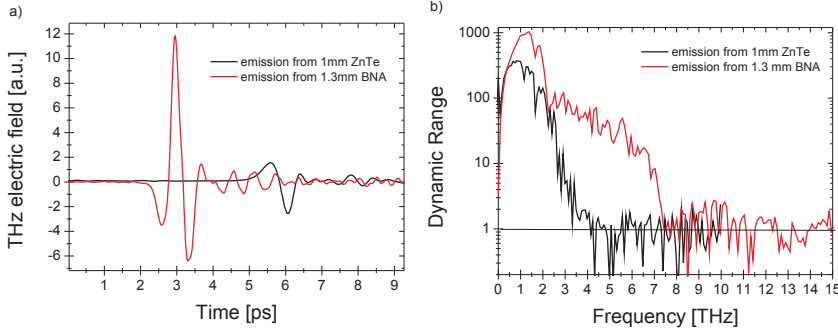 a)
THz electric field [a.u.]
12
10
8
6
4
2
0
-2
-4
-6
emission from 1mm ZnTe
emission from 1.3mm BNA
1 2 3 4 5 6 7 8 9
Time [ps]
b)
Dynamic Range
1000
100
10
1
emission from 1mm ZnTe
emission from 1.3 mm BNA
0 1 2 3 4 5 6 7 8 9 10 11 12 13 14 15
Frequency [THz]